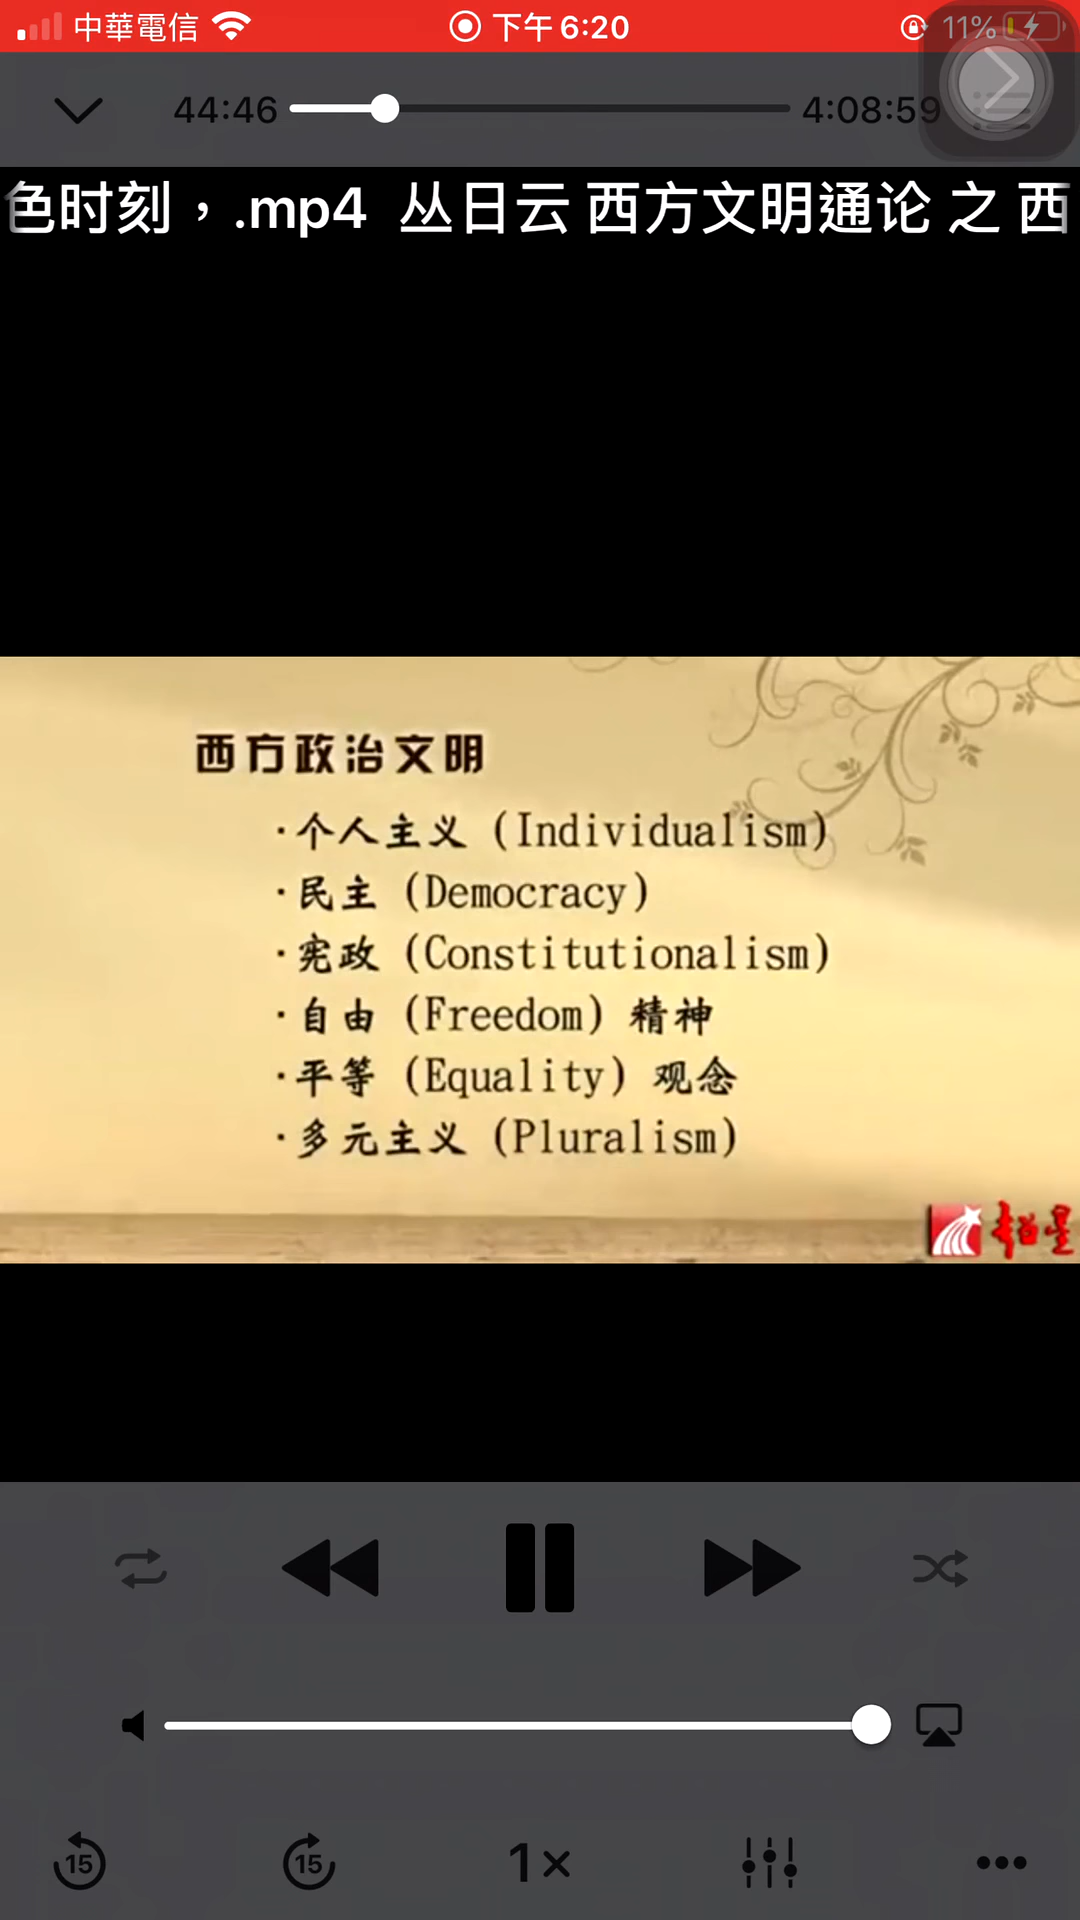 中華電信 下午6:20 11%
44:46 4:08:59
色时刻，.mp4 丛日云 西方文明通论 之 西
西方政治文明
·个人主义（Individualism）
·民主（Democracy）
·宪政（Constitutionalism）
·自由（Freedom）精神
·平等（Equality）观念
·多元主义（Pluralism）
超星
15 15 1×